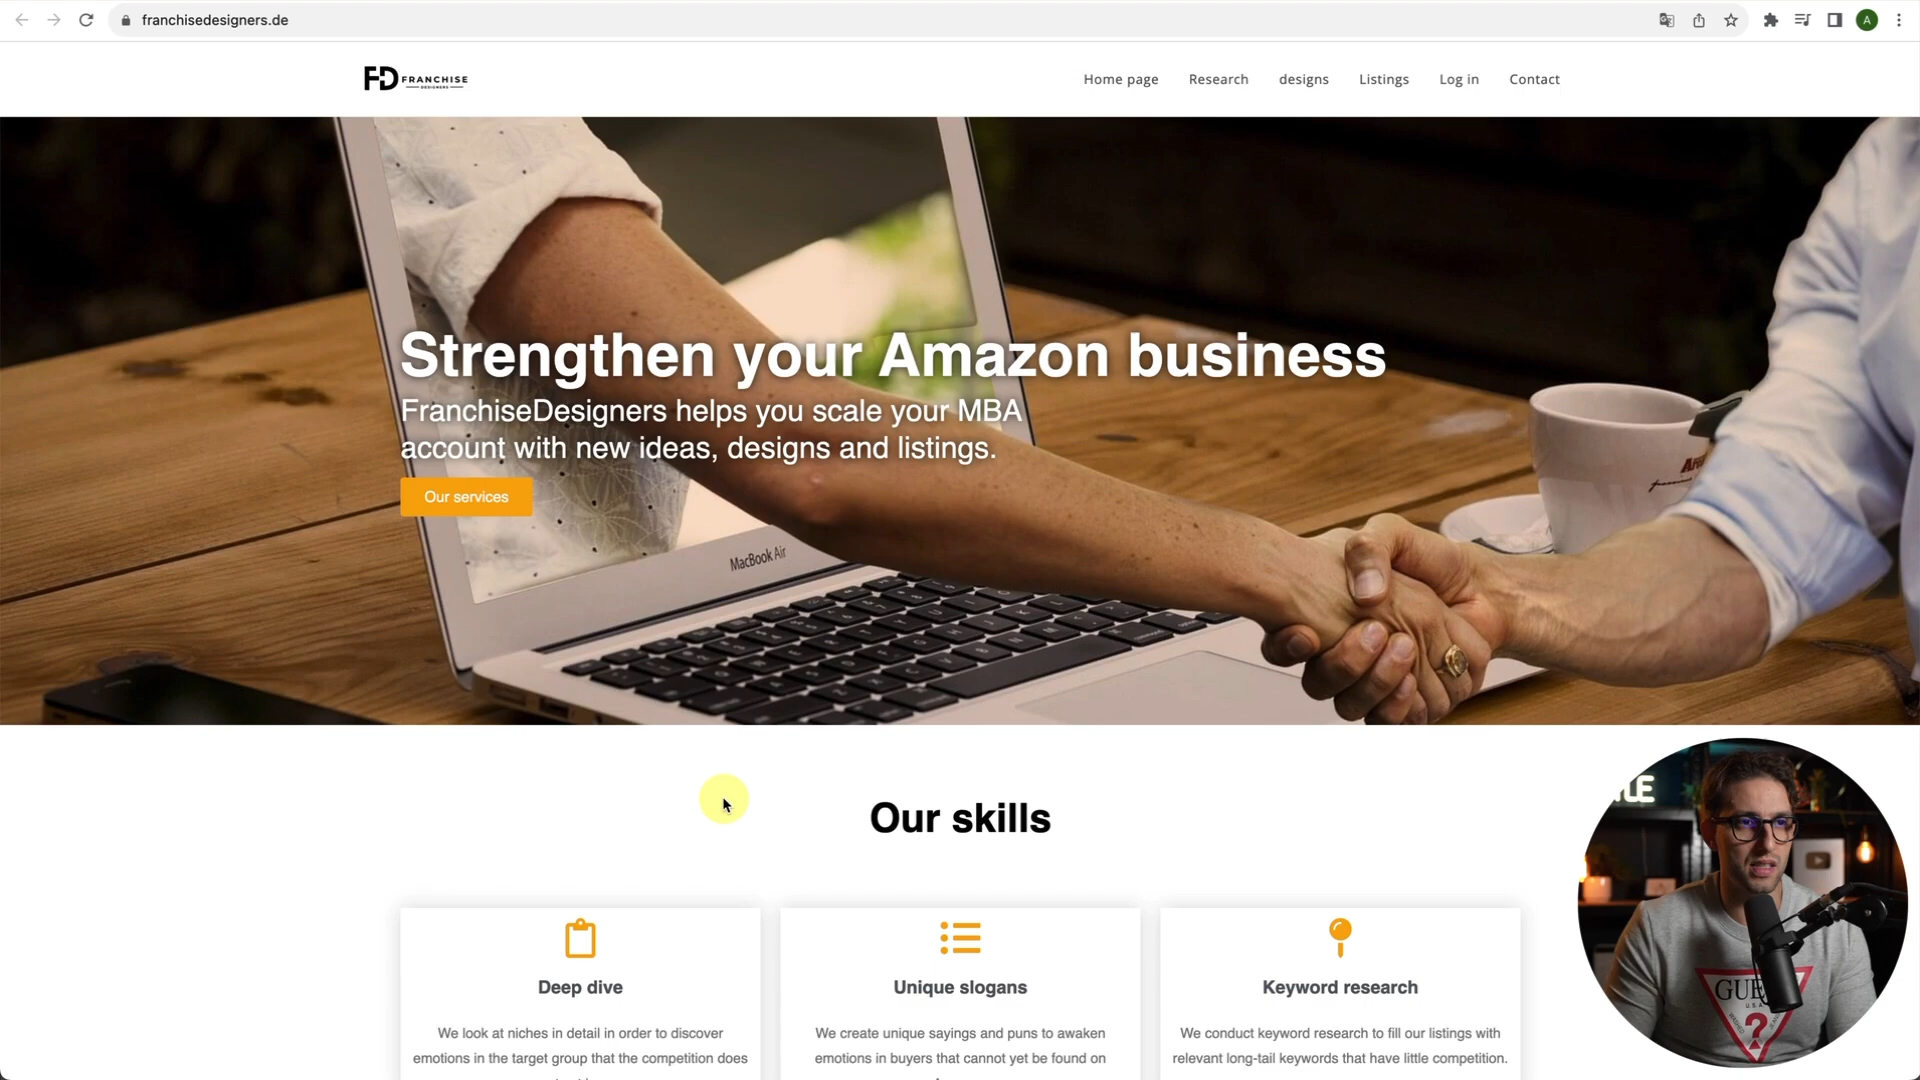 franchisedesigners.de
A
FD FRANCHISE
DESIGNERS
Home page
Research
designs
Listings
Log in
Contact
Strengthen your Amazon business
FranchiseDesigners helps you scale your MBA
account with new ideas, designs and listings.
Our services
MacBook Air
Our skills
Deep dive
We look at niches in detail in order to discover
emotions in the target group that the competition does
Unique slogans
We create unique sayings and puns to awaken
emotions in buyers that cannot yet be found on
Keyword research
We conduct keyword research to fill our listings with
relevant long-tail keywords that have little competition.
GUE
U.S.A.
?